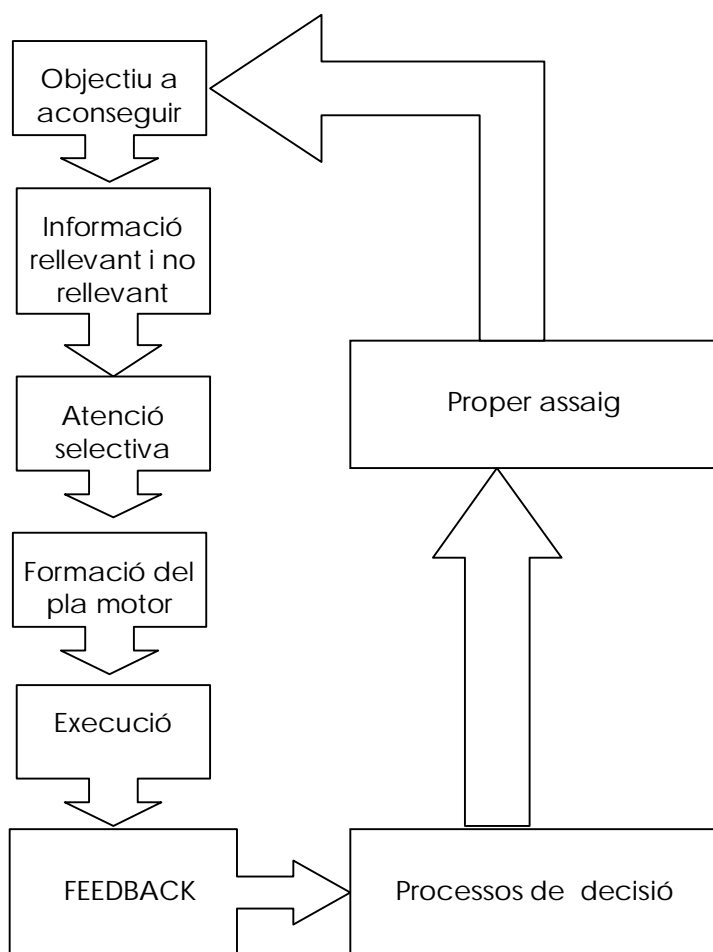 Objectiu a
aconseguir
Informació
rellevant i no
rellevant
Atenció
selectiva
Formació del
pla motor
Execució
FEEDBACK
Processos de decisió
Proper assaig